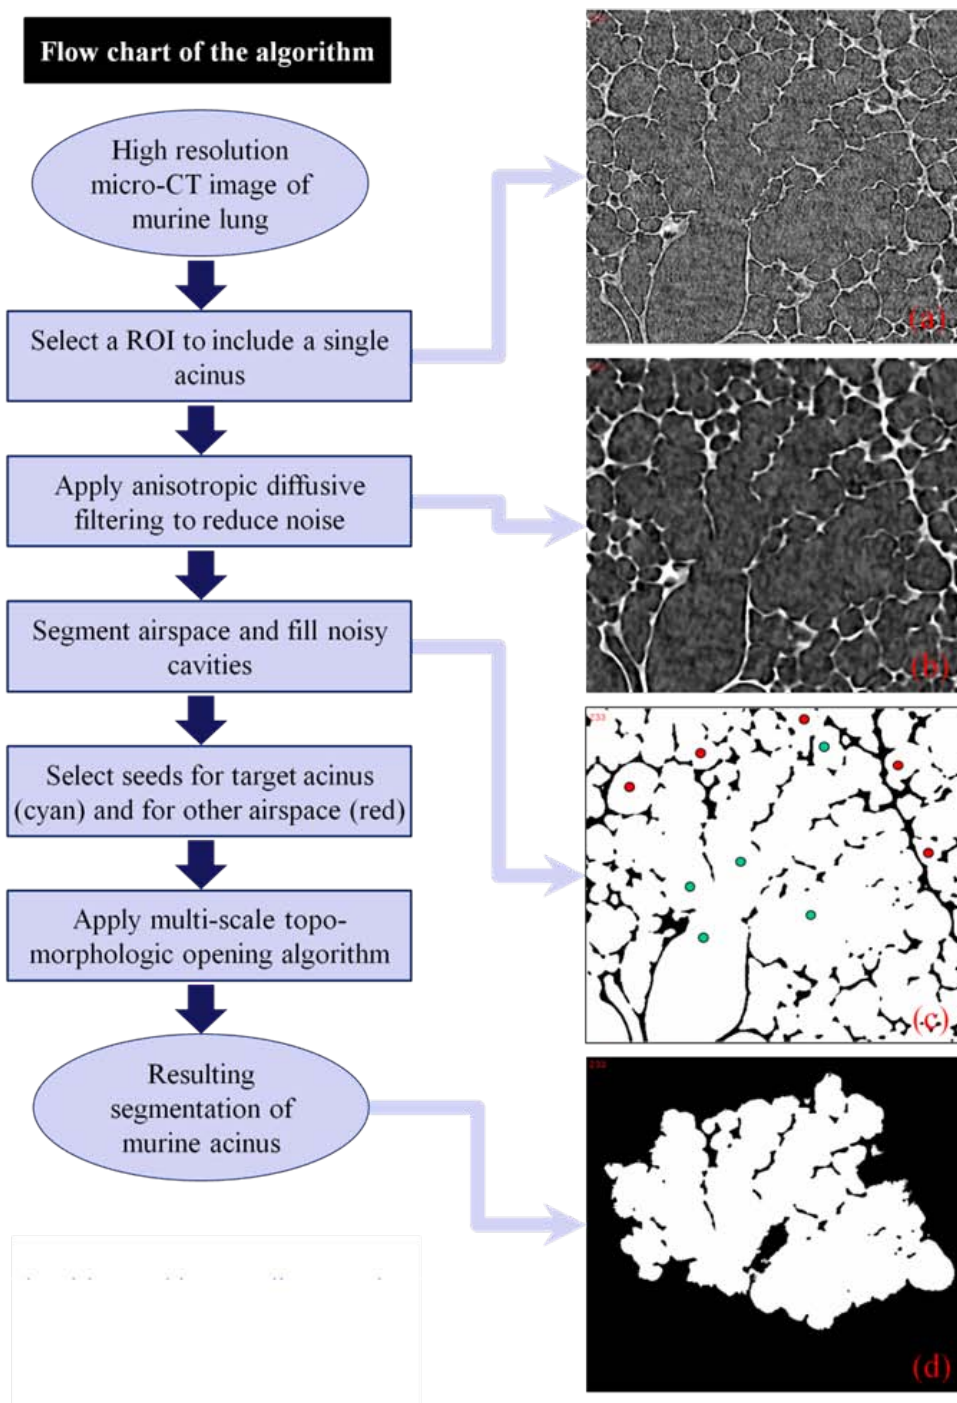 Flow chart of the algorithm
High resolution
micro-CT image of
murine lung
Select a ROI to include a single
acinus
Apply anisotropic diffusive
filtering to reduce noise
Segment airspace and fill noisy
cavities
Select seeds for target acinus
(cyan) and for other airspace (red)
Apply multi-scale topo-
morphologic opening algorithm
Resulting
segmentation of
murine acinus
(a)
(b)
233
(c)
(d)